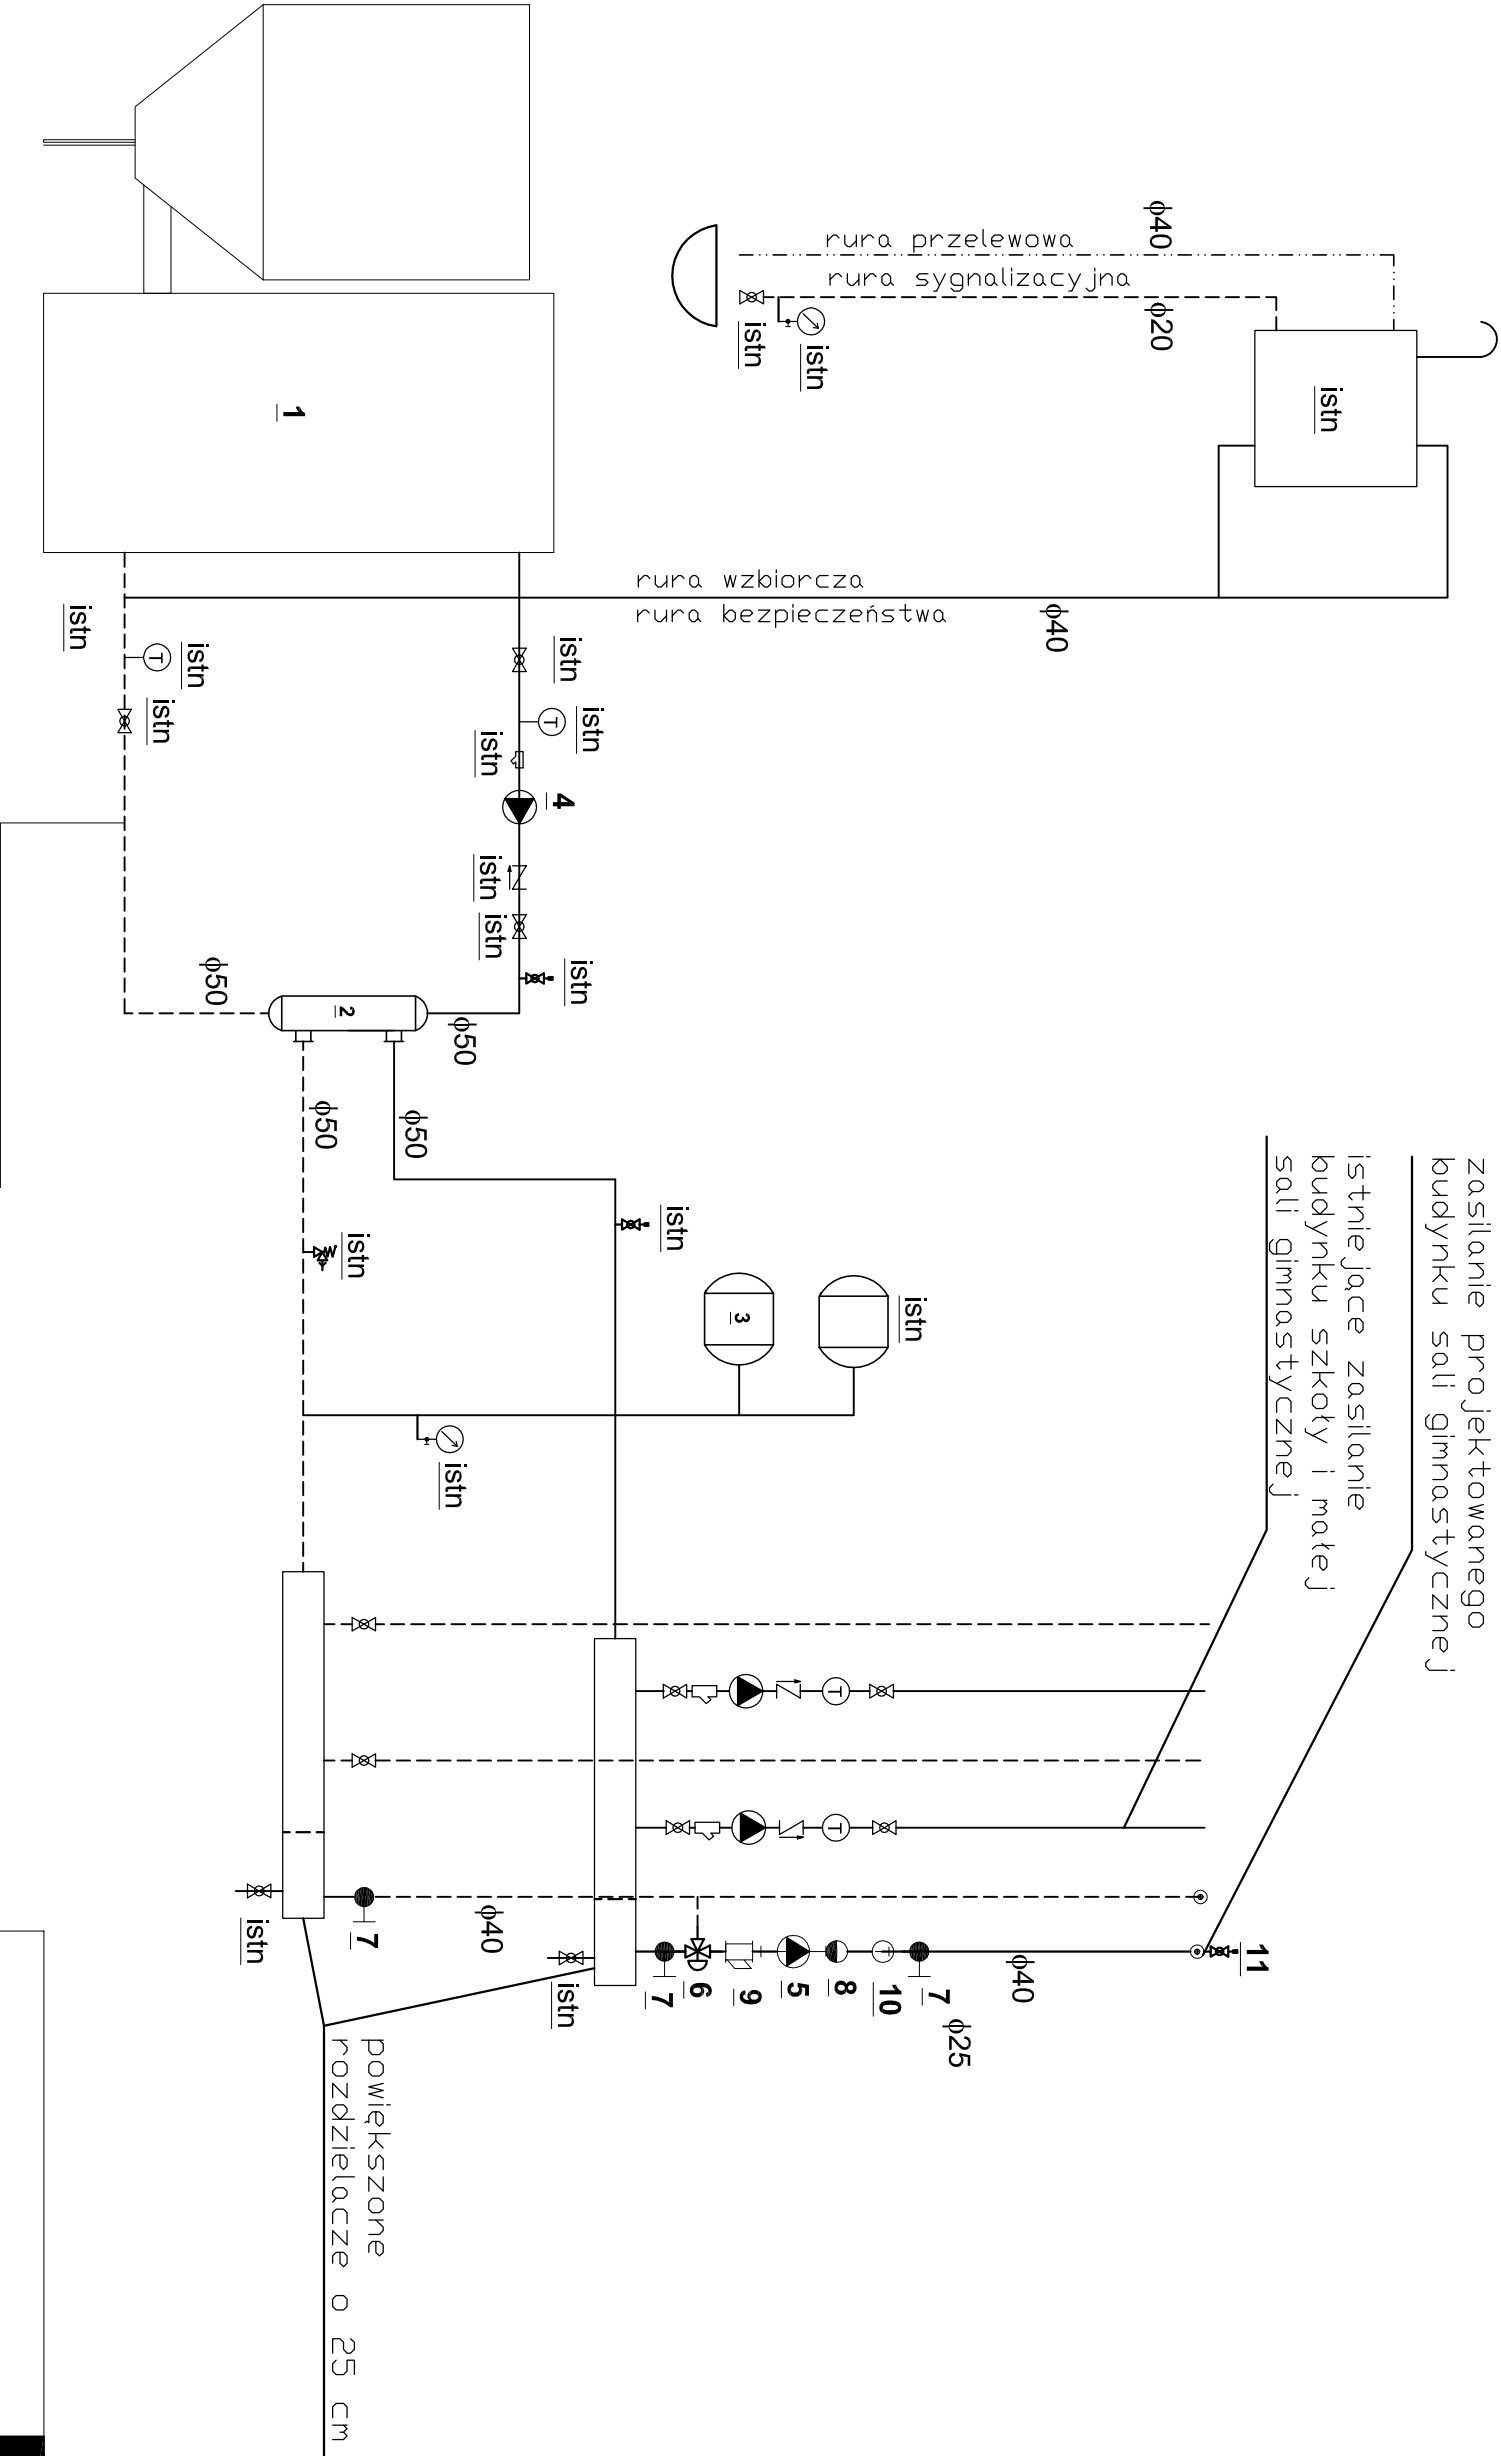 zasilanie projektowanego
budynku sali gimnastycznej
istniejące zasilanie
budynku szkoły i małej
sali gimnastycznej
rura przelewowa
ϕ40
rura sygnalizacyjna
ϕ20
istn
istn
istn
rura wzbiorcza
rura bezpieczeństwa
ϕ40
1
istn
istn
istn
istn
istn
istn
4
istn
istn
istn
ϕ50
2
ϕ50
ϕ50
ϕ50
istn
istn
3
istn
istn
istn
7
ϕ40
istn
7
6
9
5
8
10
7
ϕ25
ϕ40
11
powiększone
rozdzielacze o 25 cm